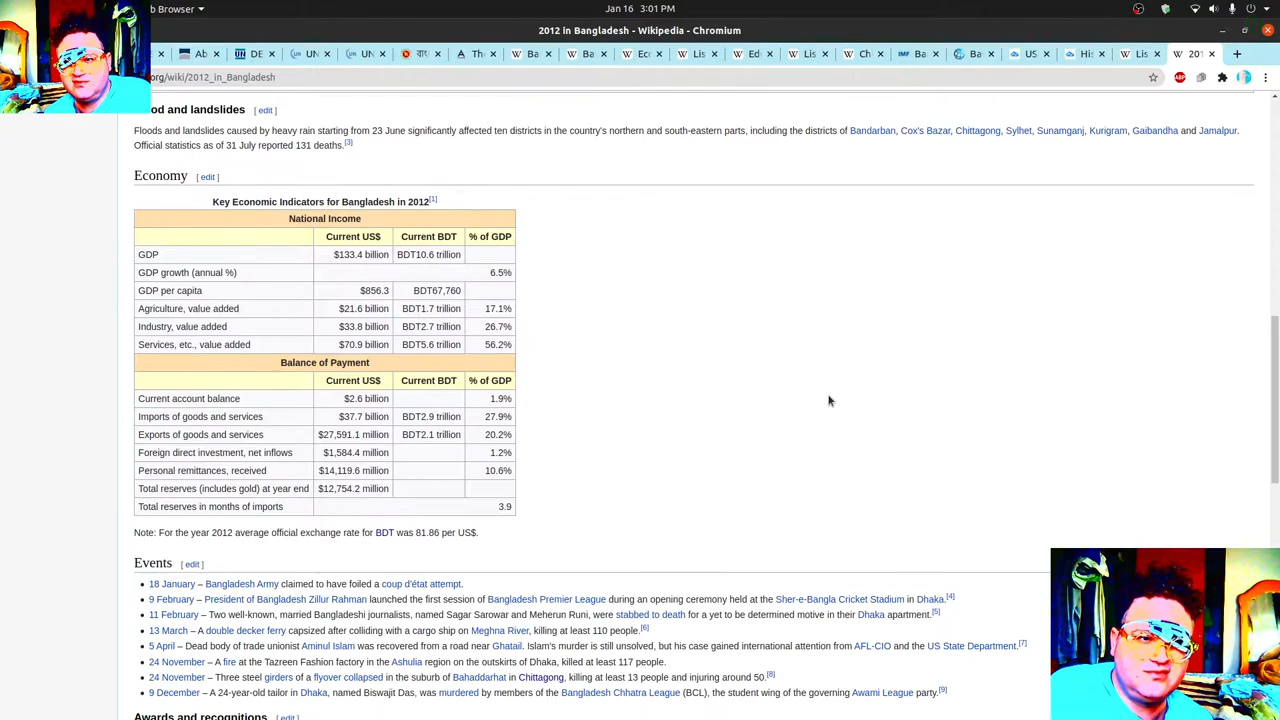 b Browser
Jan 16 3:01 PM
2012 in Bangladesh - Wikipedia - Chromium
Ab
DE
UN
UN
বাং
A Th
Ba
Lis
Ba
Wi
Lis
Ed
Lis
Ba
Ba
US
His
Lis
201
org/wiki/2012_in_Bangladesh
od and landslides [ edit ]
Floods and landslides caused by heavy rain starting from 23 June significantly affected ten districts in the country's northern and south-eastern parts, including the districts of Bandarban, Cox's Bazar, Chittagong, Sylhet, Sunamganj, Kurigram, Gaibandha and Jamalpur.
Official statistics as of 31 July reported 131 deaths.[3]
Economy [ edit ]
Key Economic Indicators for Bangladesh in 2012[1]
National Income
Current US$ Current BDT % of GDP
GDP $133.4 billion BDT10.6 trillion
GDP growth (annual %) 6.5%
GDP per capita $856.3 BDT67,760
Agriculture, value added $21.6 billion BDT1.7 trillion 17.1%
Industry, value added $33.8 billion BDT2.7 trillion 26.7%
Services, etc., value added $70.9 billion BDT5.6 trillion 56.2%
Balance of Payment
Current US$ Current BDT % of GDP
Current account balance $2.6 billion 1.9%
Imports of goods and services $37.7 billion BDT2.9 trillion 27.9%
Exports of goods and services $27,591.1 million BDT2.1 trillion 20.2%
Foreign direct investment, net inflows $1,584.4 million 1.2%
Personal remittances, received $14,119.6 million 10.6%
Total reserves (includes gold) at year end $12,754.2 million
Total reserves in months of imports 3.9
Note: For the year 2012 average official exchange rate for BDT was 81.86 per US$.
Events [ edit ]
• 18 January – Bangladesh Army claimed to have foiled a coup d'état attempt.
• 9 February – President of Bangladesh Zillur Rahman launched the first session of Bangladesh Premier League during an opening ceremony held at the Sher-e-Bangla Cricket Stadium in Dhaka.[4]
• 11 February – Two well-known, married Bangladeshi journalists, named Sagar Sarowar and Meherun Runi, were stabbed to death for a yet to be determined motive in their Dhaka apartment.[5]
• 13 March – A double decker ferry capsized after colliding with a cargo ship on Meghna River, killing at least 110 people.[6]
• 5 April – Dead body of trade unionist Aminul Islam was recovered from a road near Ghatail. Islam's murder is still unsolved, but his case gained international attention from AFL-CIO and the US State Department.[7]
• 24 November – A fire at the Tazreen Fashion factory in the Ashulia region on the outskirts of Dhaka, killed at least 117 people.
• 24 November – Three steel girders of a flyover collapsed in the suburb of Bahaddarhat in Chittagong, killing at least 13 people and injuring around 50.[8]
• 9 December – A 24-year-old tailor in Dhaka, named Biswajit Das, was murdered by members of the Bangladesh Chhatra League (BCL), the student wing of the governing Awami League party.[9]
Awards and recognitions [ edit ]